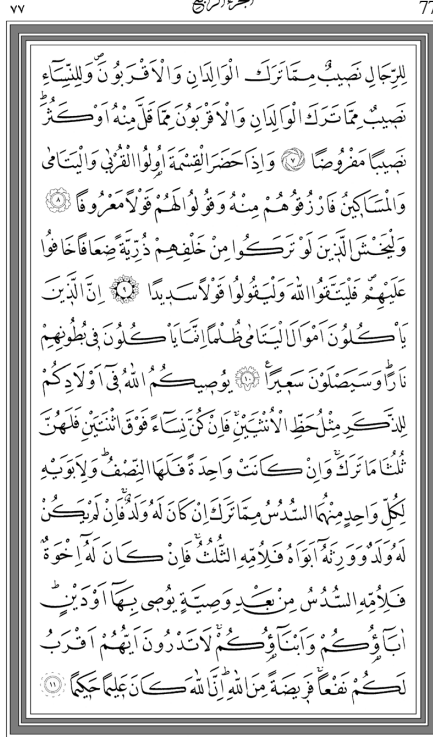 ٧٧ الجزء الرابع 77
لِلرِّجَالِ نَصِيبٌ مِمَّا تَرَكَ الْوَالِدَانِ وَالْاَقْرَبُونَۖ وَلِلنِّسَٓاءِ
نَصِيبٌ مِمَّا تَرَكَ الْوَالِدَانِ وَالْاَقْرَبُونَ مِمَّا قَلَّ مِنْهُ اَوْ كَثُرَۜ
نَصِيبًا مَفْرُوضًا ﴿٧﴾ وَاِذَا حَضَرَ الْقِسْمَةَ اُولُوا الْقُرْبٰى وَالْيَتَامٰى
وَالْمَسَاكِينُ فَارْزُقُوهُمْ مِنْهُ وَقُولُوا لَهُمْ قَوْلًا مَعْرُوفًا ﴿٨﴾
وَلْيَخْشَ الَّذِينَ لَوْ تَرَكُوا مِنْ خَلْفِهِمْ ذُرِّيَّةً ضِعَافًا خَافُوا
عَلَيْهِمْۖ فَلْيَتَّقُوا اللّٰهَ وَلْيَقُولُوا قَوْلًا سَدِيدًا ﴿٩﴾ اِنَّ الَّذِينَ
يَاْكُلُونَ اَمْوَالَ الْيَتَامٰى ظُلْمًا اِنَّمَا يَاْكُلُونَ فِى بُطُونِهِمْ
نَارًاۜ وَسَيَصْلَوْنَ سَعِيرًا۟ ﴿١٠﴾ يُوصِيكُمُ اللّٰهُ فِٓى اَوْلَادِكُمْ
لِلذَّكَرِ مِثْلُ حَظِّ الْاُنْثَيَيْنِۚ فَاِنْ كُنَّ نِسَٓاءً فَوْقَ اثْنَتَيْنِ فَلَهُنَّ
ثُلُثَا مَا تَرَكَۚ وَاِنْ كَانَتْ وَاحِدَةً فَلَهَا النِّصْفُۜ وَلِاَبَوَيْهِ
لِكُلِّ وَاحِدٍ مِنْهُمَا السُّدُسُ مِمَّا تَرَكَ اِنْ كَانَ لَهُ وَلَدٌۚ فَاِنْ لَمْ يَكُنْ
لَهُ وَلَدٌ وَوَرِثَهُٓ اَبَوَاهُ فَلِاُمِّهِ الثُّلُثُۚ فَاِنْ كَانَ لَهُٓ اِخْوَةٌ
فَلِاُمِّهِ السُّدُسُ مِنْ بَعْدِ وَصِيَّةٍ يُوصِى بِهَٓا اَوْ دَيْنٍۜ
اٰبَٓاؤُ۬كُمْ وَاَبْنَٓاؤُ۬كُمْۚ لَا تَدْرُونَ اَيُّهُمْ اَقْرَبُ
لَكُمْ نَفْعًاۜ فَرِيضَةً مِنَ اللّٰهِۜ اِنَّ اللّٰهَ كَانَ عَلِيمًا حَكِيمًا ﴿١١﴾